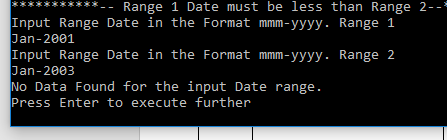 ***********-- Range 1 Date must be less than Range 2--*
Input Range Date in the Format mmm-yyyy. Range 1
Jan-2001
Input Range Date in the Format mmm-yyyy. Range 2
Jan-2003
No Data Found for the input Date range.
Press Enter to execute further